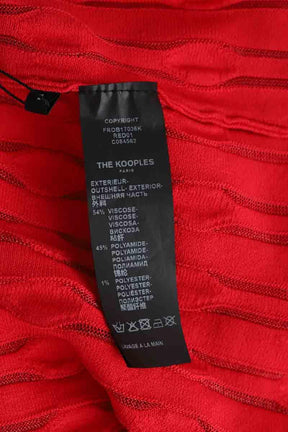 COPYRIGHT
FROB17006K
RED01
C064562
THE KOOPLES
PARIS
EXTERIEUR-
OUTSHELL- EXTERIOR-
ВНЕШНЯЯ ЧАСТЬ
外料
54% VISCOSE-
VISCOSE-
VISCOSA-
ВИСКОЗА
粘纤
45% POLYAMIDE-
POLYAMIDE-
POLIAMIDA-
ПОЛИАМИД
锦纶
1% POLYESTER-
POLYESTER-
POLIESTER-
ПОЛИЭСТЕР
聚酯纤维
LAVAGE A LA MAIN